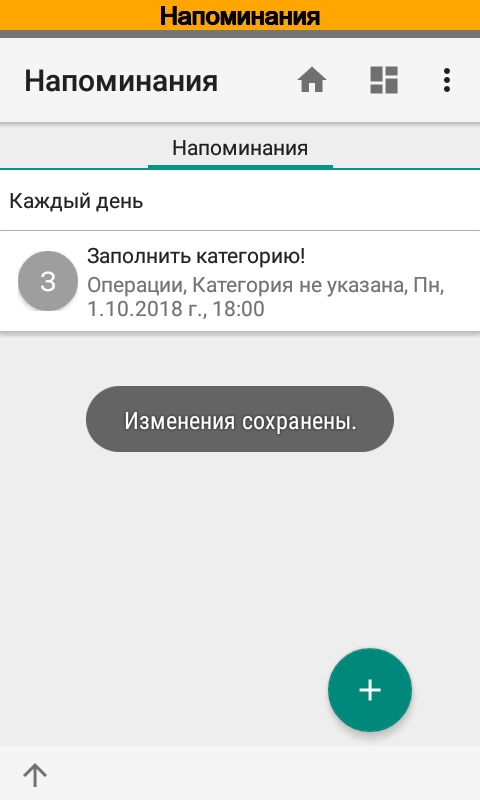 Напоминания
Напоминания
Напоминания
Каждый день
З
Заполнить категорию!
Операции, Категория не указана, Пн,
1.10.2018 г., 18:00
Изменения сохранены.